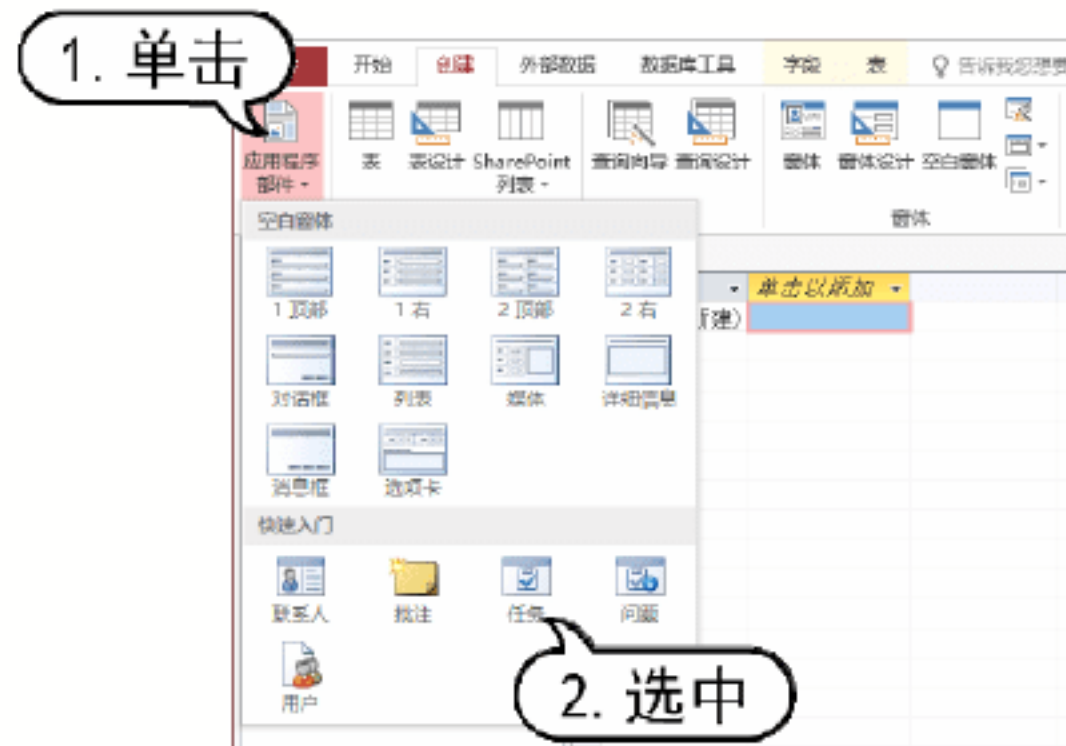 1. 单击
开始 创建 外部数据 数据库工具 字段 表 告诉我您想要
应用程序部件 表 表设计 SharePoint 列表 查询向导 查询设计 窗体 窗体设计 空白窗体
窗体
空白窗体
1 顶部 1 右 2 顶部 2 右
单击以添加
新建)
对话框 列表 媒体 详细信息
消息框 选项卡
快速入门
联系人 批注 任务 问题
用户
2. 选中